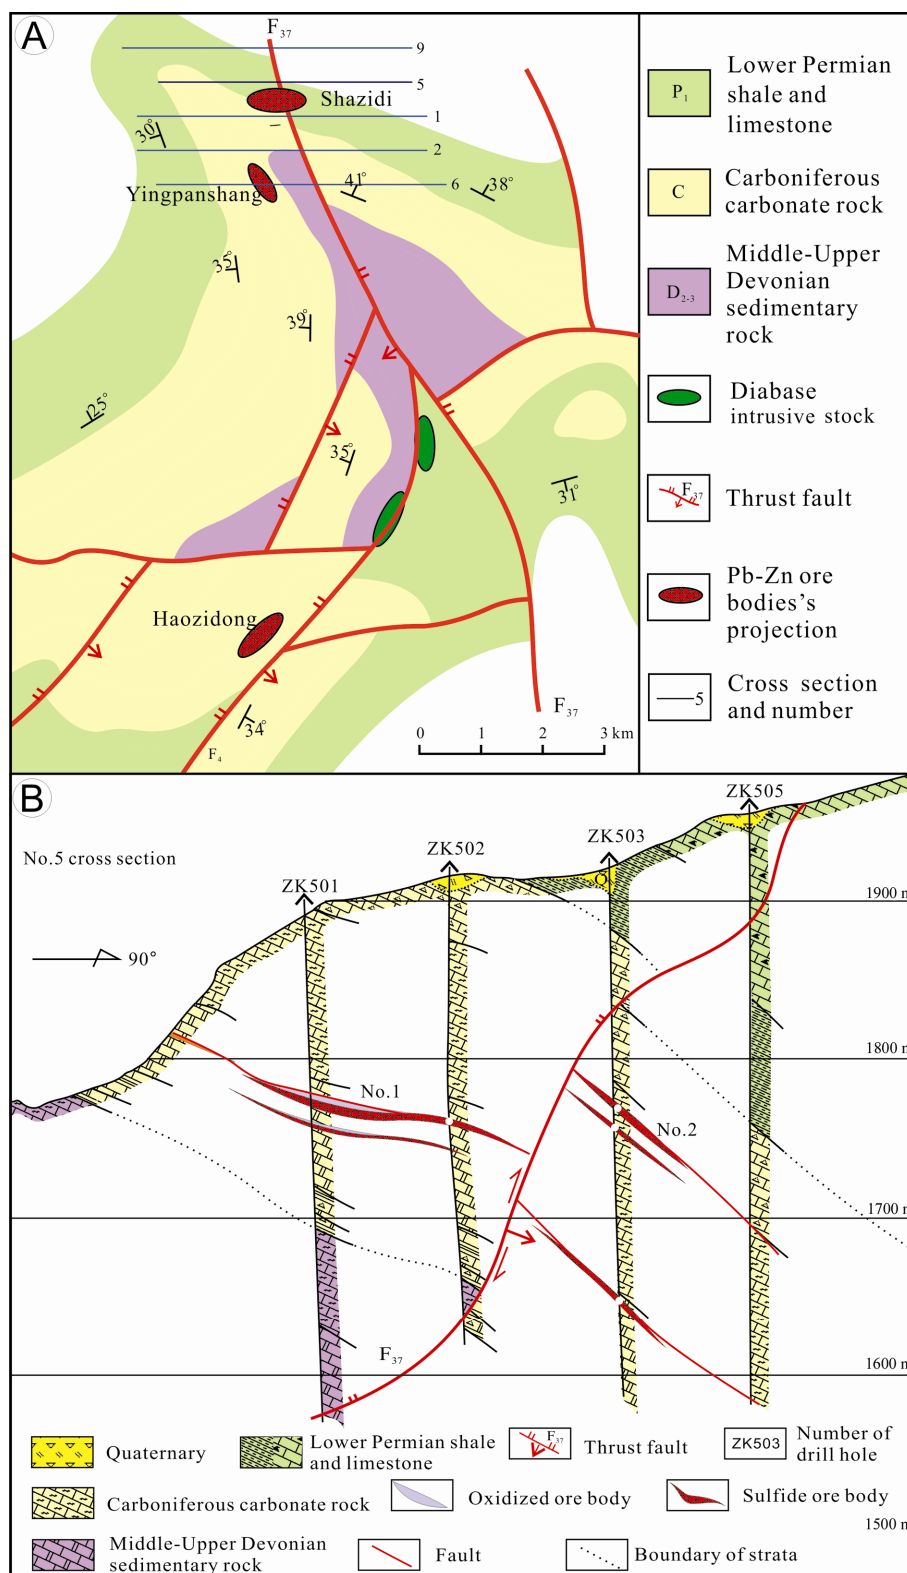 A
F37
9
5
Shazidi
1
30°
2
Yingpanshang
6
41°
38°
35°
39°
25°
35°
31°
Haozidong
34°
F4
F37
0 1 2 3 km
P1
Lower Permian
shale and
limestone
C
Carboniferous
carbonate rock
D2-3
Middle-Upper
Devonian
sedimentary
rock
Diabase
intrusive stock
F37
Thrust fault
Pb-Zn ore
bodies's
projection
5
Cross section
and number
B
No.5 cross section
ZK501
ZK502
ZK503
ZK505
Q
90°
1900 m
1800 m
No.1
No.2
1700 m
F37
1600 m
Quaternary
Lower Permian shale
and limestone
F37
Thrust fault
ZK503
Number of
drill hole
Carboniferous carbonate rock
Oxidized ore body
Sulfide ore body
1500 m
Middle-Upper Devonian
sedimentary rock
Fault
Boundary of strata